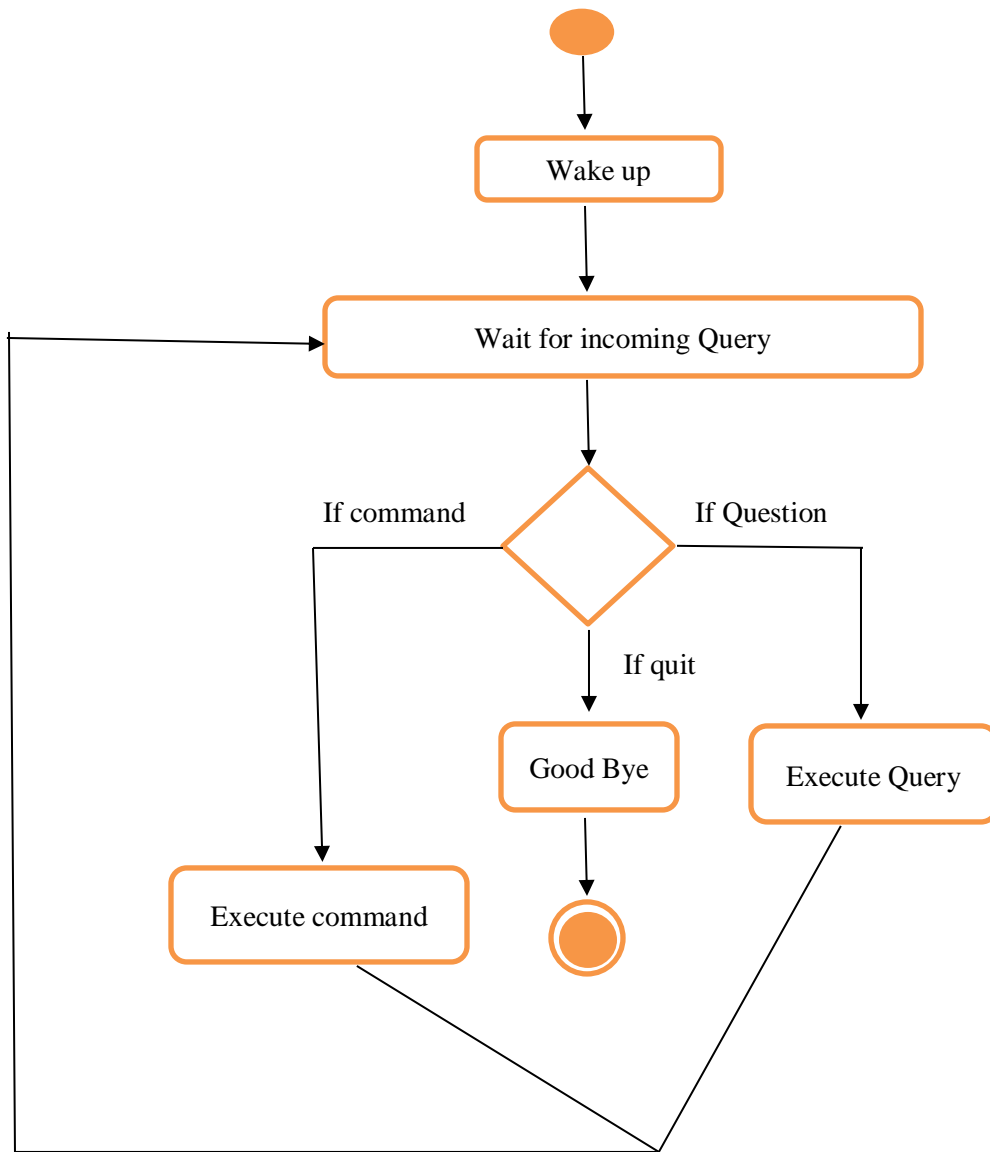 Wake up
Wait for incoming Query
If command
If Question
If quit
Good Bye
Execute Query
Execute command